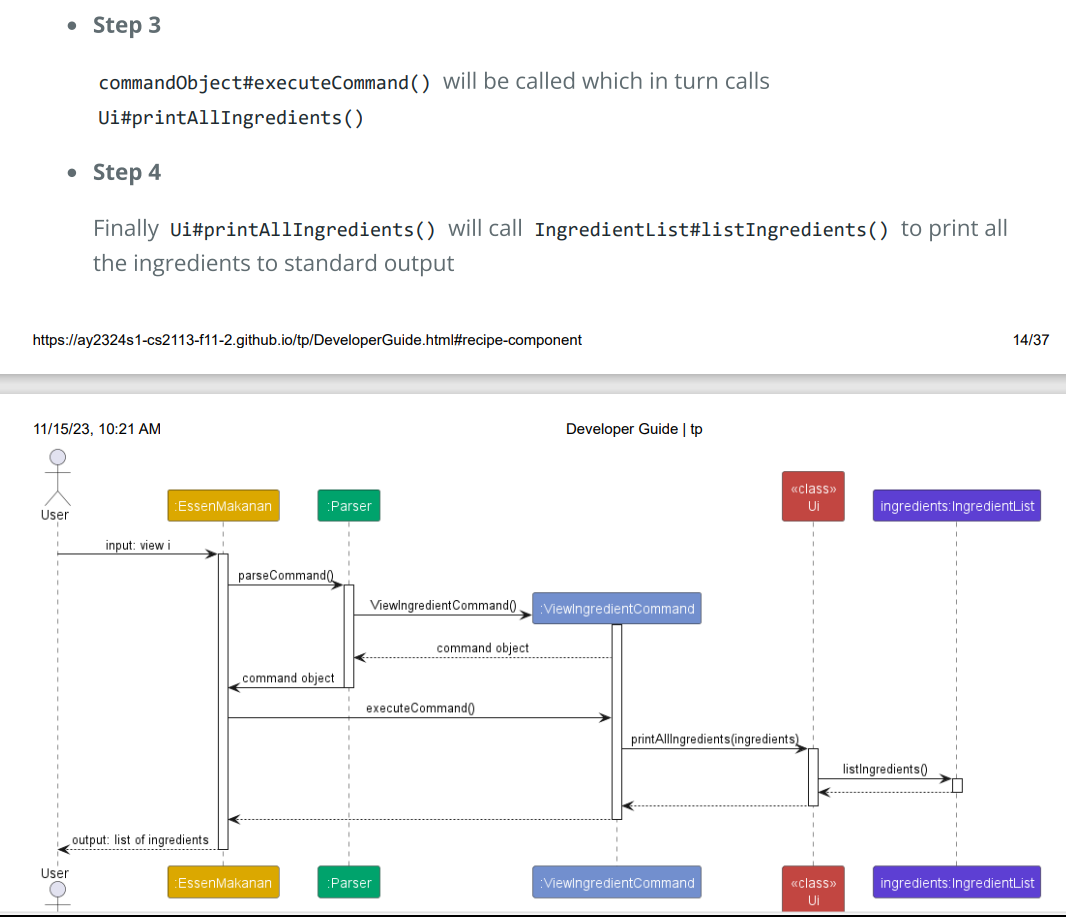 Step 3
commandObject#executeCommand() will be called which in turn calls
Ui#printAllIngredients()
Step 4
Finally Ui#printAllIngredients() will call IngredientList#listIngredients() to print all
the ingredients to standard output
https://ay2324s1-cs2113-f11-2.github.io/tp/DeveloperGuide.html#recipe-component 14/37
11/15/23, 10:21 AM Developer Guide | tp
User
:EssenMakanan
:Parser
«class»
Ui
ingredients:IngredientList
input: view i
parseCommand()
ViewIngredientCommand()
:ViewIngredientCommand
command object
command object
executeCommand()
printAllIngredients(ingredients)
listIngredients()
output: list of ingredients
User
:EssenMakanan
:Parser
:ViewIngredientCommand
«class»
Ui
ingredients:IngredientList